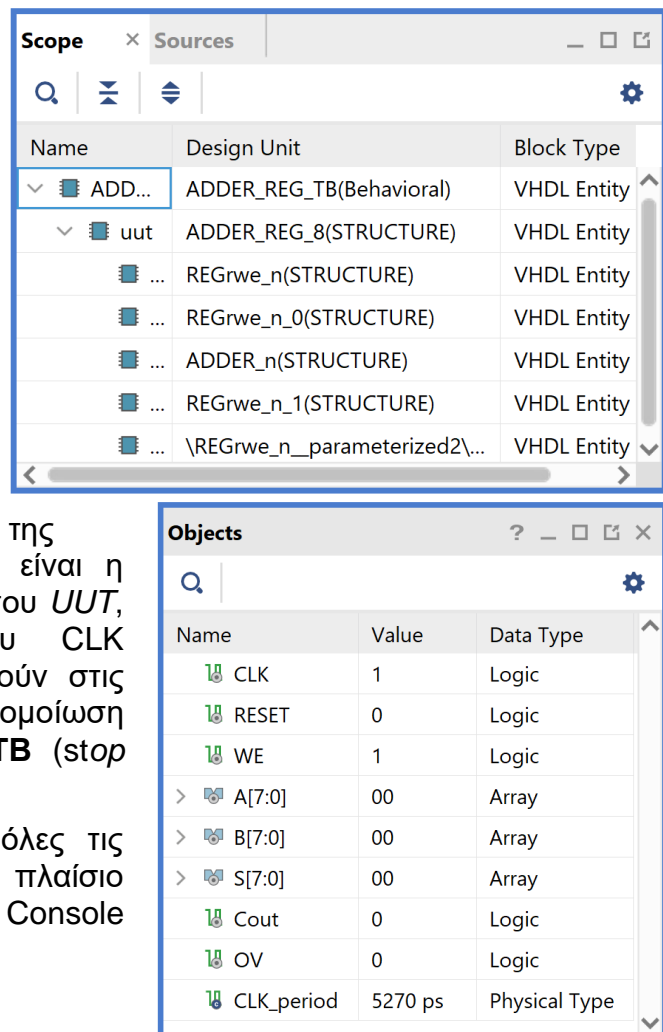 Scope × Sources
Name Design Unit Block Type
ADD... ADDER_REG_TB(Behavioral) VHDL Entity
uut ADDER_REG_8(STRUCTURE) VHDL Entity
... REGrwe_n(STRUCTURE) VHDL Entity
... REGrwe_n_0(STRUCTURE) VHDL Entity
... ADDER_n(STRUCTURE) VHDL Entity
... REGrwe_n_1(STRUCTURE) VHDL Entity
... \REGrwe_n__parameterized2\... VHDL Entity
της
είναι η
του UUT,
υ CLK
ούν στις
ομοίωση
TB (stop
όλες τις
πλαίσιο
Console
Objects ?
Name Value Data Type
CLK 1 Logic
RESET 0 Logic
WE 1 Logic
> A[7:0] 00 Array
> B[7:0] 00 Array
> S[7:0] 00 Array
Cout 0 Logic
OV 0 Logic
CLK_period 5270 ps Physical Type